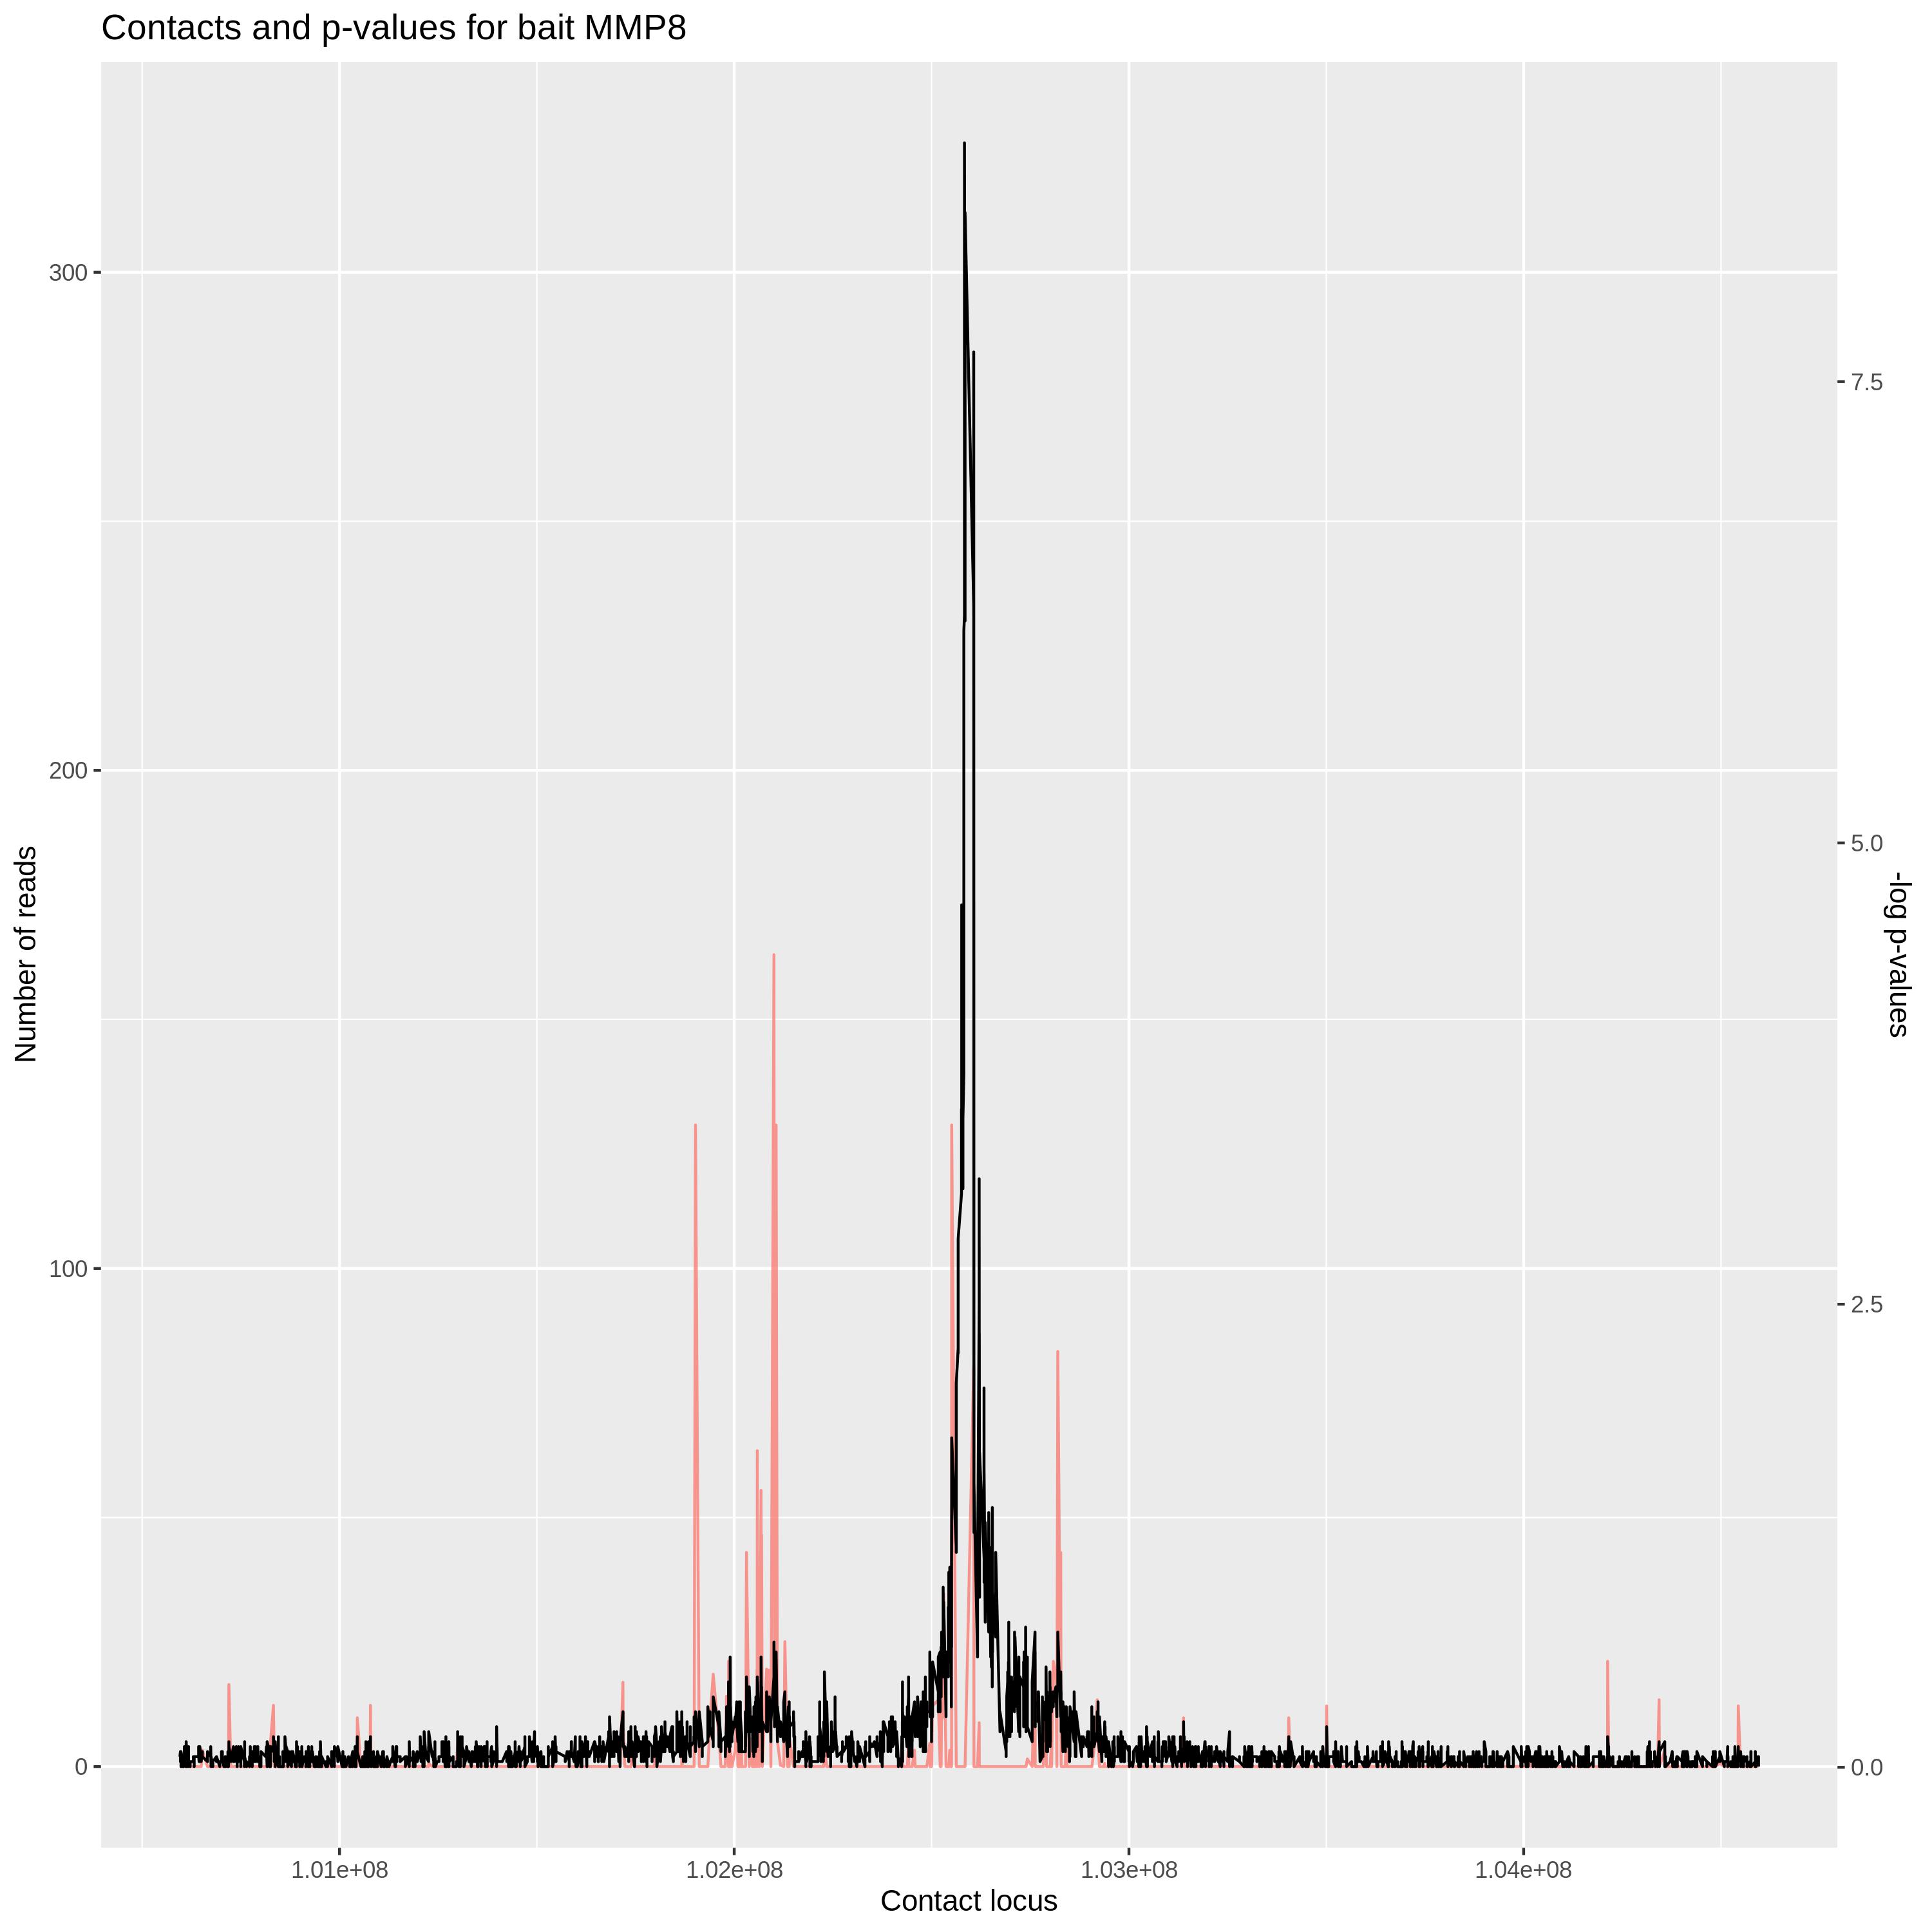 Contacts and p-values for bait MMP8
300
200
100
0
7.5
5.0
2.5
0.0
Number of reads
-log p-values
1.01e+08
1.02e+08
1.03e+08
1.04e+08
Contact locus